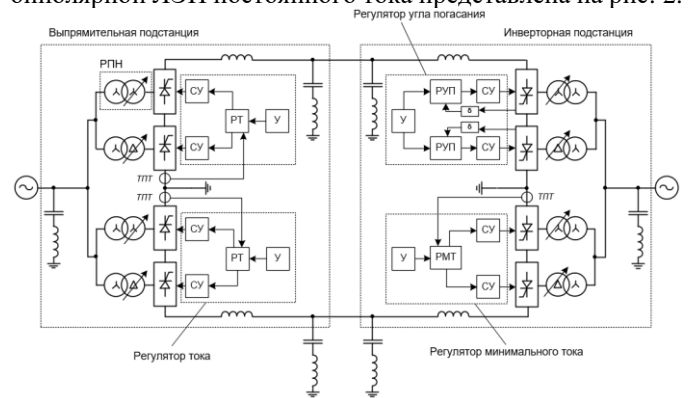 биполярной ЛЭП постоянного тока представлена на рис. 2.
Регулятор угла погасания
Выпрямительная подстанция
Инверторная подстанция
РПН
СУ
РУП
СУ
РТ
У
δ
СУ
У
δ
РУП
СУ
ТПТ
ТПТ
ТПТ
СУ
СУ
РТ
У
У
РМТ
СУ
СУ
Регулятор тока
Регулятор минимального тока